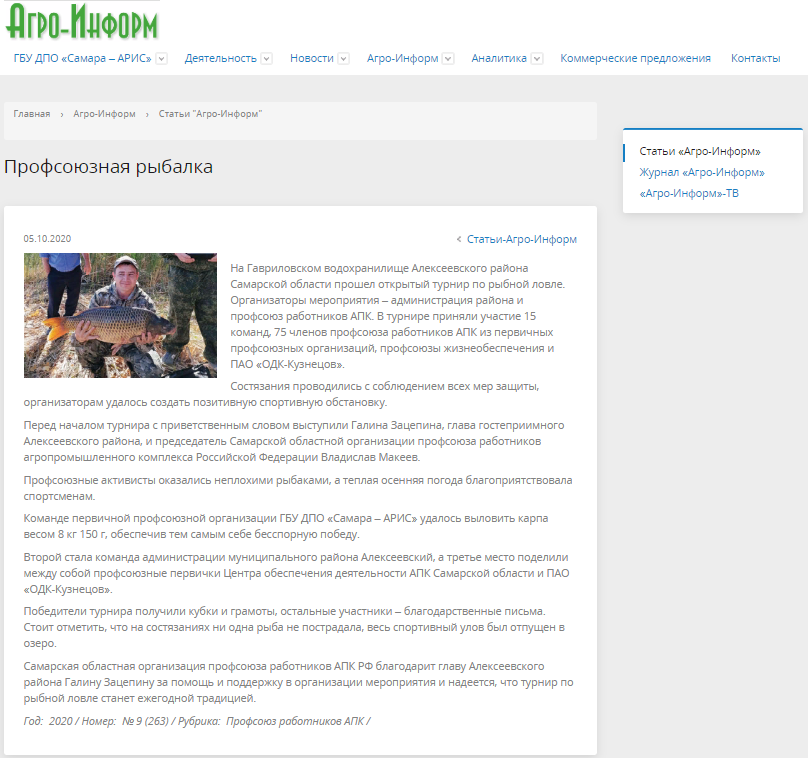 Агро-Информ
ГБУ ДПО «Самара – АРИС» Деятельность Новости Агро-Информ Аналитика Коммерческие предложения Контакты
Главная › Агро-Информ › Статьи "Агро-Информ"
Статьи «Агро-Информ»
Журнал «Агро-Информ»
«Агро-Информ»-ТВ
Профсоюзная рыбалка
05.10.2020
‹ Статьи-Агро-Информ
На Гавриловском водохранилище Алексеевского района
Самарской области прошел открытый турнир по рыбной ловле.
Организаторы мероприятия – администрация района и
профсоюз работников АПК. В турнире приняли участие 15
команд, 75 членов профсоюза работников АПК из первичных
профсоюзных организаций, профсоюзы жизнеобеспечения и
ПАО «ОДК-Кузнецов».
Состязания проводились с соблюдением всех мер защиты,
организаторам удалось создать позитивную спортивную обстановку.
Перед началом турнира с приветственным словом выступили Галина Зацепина, глава гостеприимного
Алексеевского района, и председатель Самарской областной организации профсоюза работников
агропромышленного комплекса Российской Федерации Владислав Макеев.
Профсоюзные активисты оказались неплохими рыбаками, а теплая осенняя погода благоприятствовала
спортсменам.
Команде первичной профсоюзной организации ГБУ ДПО «Самара – АРИС» удалось выловить карпа
весом 8 кг 150 г, обеспечив тем самым себе бесспорную победу.
Второй стала команда администрации муниципального района Алексеевский, а третье место поделили
между собой профсоюзные первички Центра обеспечения деятельности АПК Самарской области и ПАО
«ОДК-Кузнецов».
Победители турнира получили кубки и грамоты, остальные участники – благодарственные письма.
Стоит отметить, что на состязаниях ни одна рыба не пострадала, весь спортивный улов был отпущен в
озеро.
Самарская областная организация профсоюза работников АПК РФ благодарит главу Алексеевского
района Галину Зацепину за помощь и поддержку в организации мероприятия и надеется, что турнир по
рыбной ловле станет ежегодной традицией.
Год: 2020 / Номер: № 9 (263) / Рубрика: Профсоюз работников АПК /